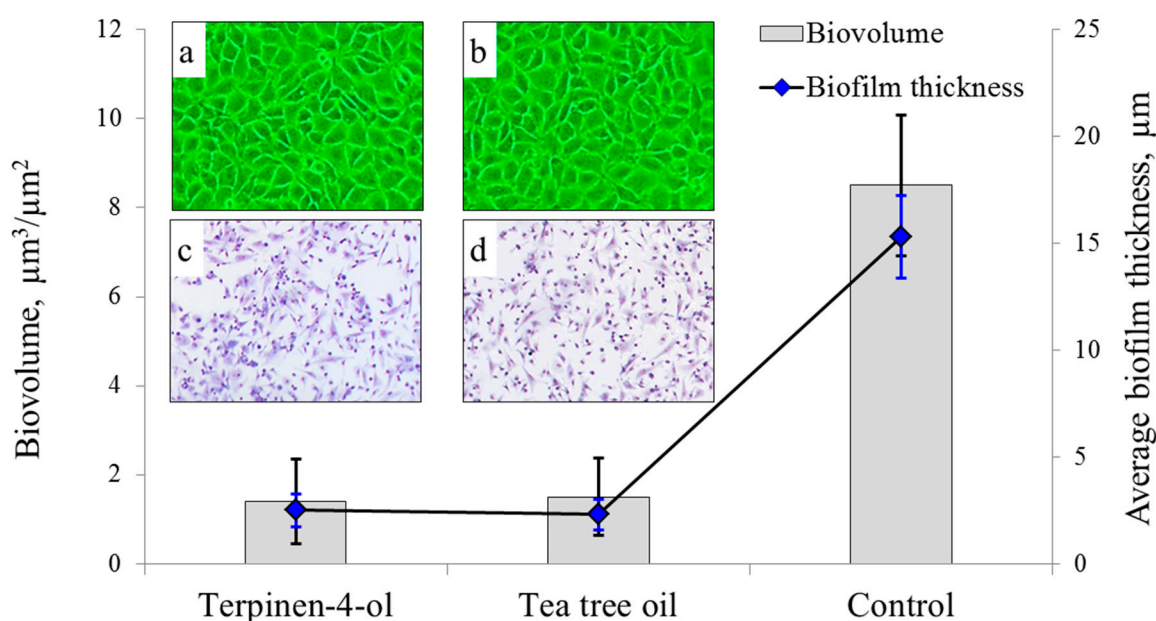 12
10
8
6
4
2
0
Biovolume, µm³/µm²
a
b
c
d
Biovolume
Biofilm thickness
25
20
15
10
5
0
Average biofilm thickness, µm
Terpinen-4-ol
Tea tree oil
Control